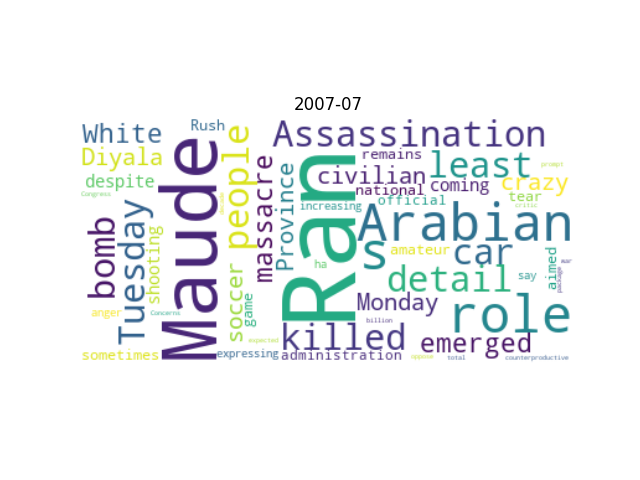 2007-07
White
Rush
Assassination
Diyala
people
remains
least
prompt
despite
Congress
massacre
Province
civilian
national
coming
crazy
official
tear
critic
Maude
Tuesday
shooting
increasing
Ran
Arabian
s
car
amateur
bomb
soccer
game
ha
detail
say
aimed
package
war
anger
Concerns
Monday
role
billion
killed
emerged
expected
sometimes
expressing
administration
oppose
total
counterproductive